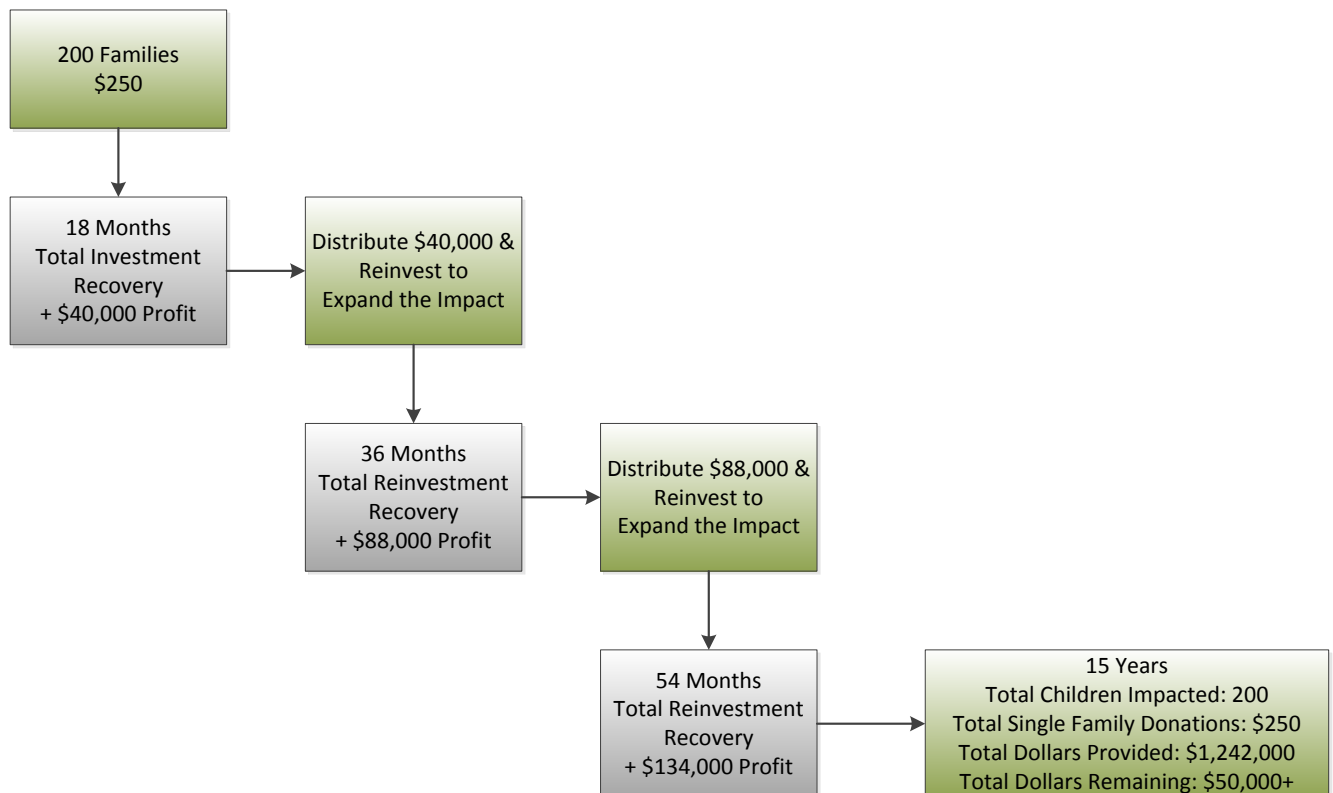 200 Families
$250
18 Months
Total Investment
Recovery
+ $40,000 Profit
Distribute $40,000 &
Reinvest to
Expand the Impact
36 Months
Total Reinvestment
Recovery
+ $88,000 Profit
Distribute $88,000 &
Reinvest to
Expand the Impact
54 Months
Total Reinvestment
Recovery
+ $134,000 Profit
15 Years
Total Children Impacted: 200
Total Single Family Donations: $250
Total Dollars Provided: $1,242,000
Total Dollars Remaining: $50,000+